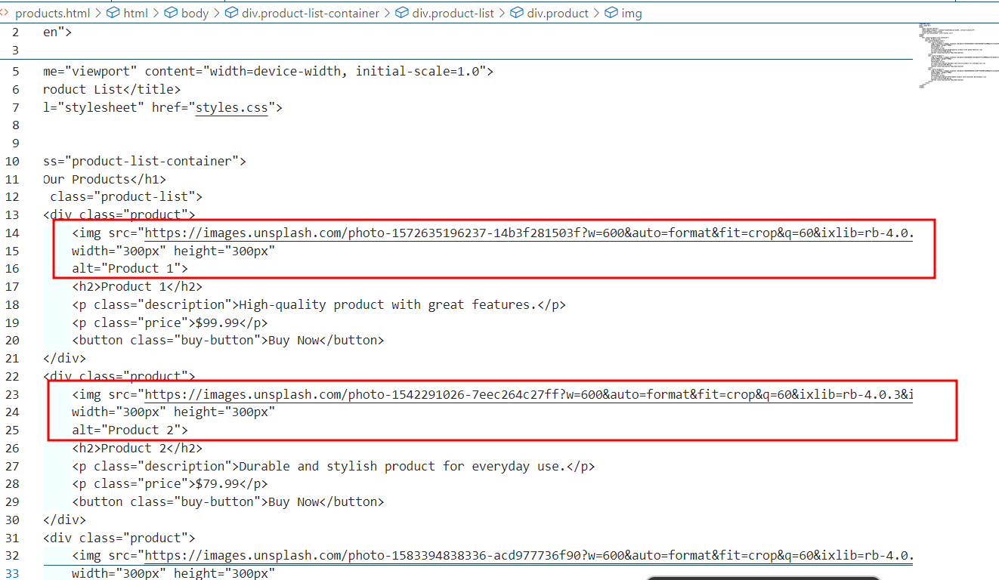 products.html > html > body > div.product-list-container > div.product-list > div.product > img
2 en">
3
5 me="viewport" content="width=device-width, initial-scale=1.0">
6 roduct List</title>
7 l="stylesheet" href="styles.css">
8
9
10 ss="product-list-container">
11 Our Products</h1>
12 class="product-list">
13 <div class="product">
14 <img src="https://images.unsplash.com/photo-1572635196237-14b3f281503f?w=600&auto=format&fit=crop&q=60&ixlib=rb-4.0.
15 width="300px" height="300px"
16 alt="Product 1">
17 <h2>Product 1</h2>
18 <p class="description">High-quality product with great features.</p>
19 <p class="price">$99.99</p>
20 <button class="buy-button">Buy Now</button>
21 </div>
22 <div class="product">
23 <img src="https://images.unsplash.com/photo-1542291026-7eec264c27ff?w=600&auto=format&fit=crop&q=60&ixlib=rb-4.0.3&i
24 width="300px" height="300px"
25 alt="Product 2">
26 <h2>Product 2</h2>
27 <p class="description">Durable and stylish product for everyday use.</p>
28 <p class="price">$79.99</p>
29 <button class="buy-button">Buy Now</button>
30 </div>
31 <div class="product">
32 <img src="https://images.unsplash.com/photo-1583394838336-acd977736f90?w=600&auto=format&fit=crop&q=60&ixlib=rb-4.0.
33 width="300px" height="300px"